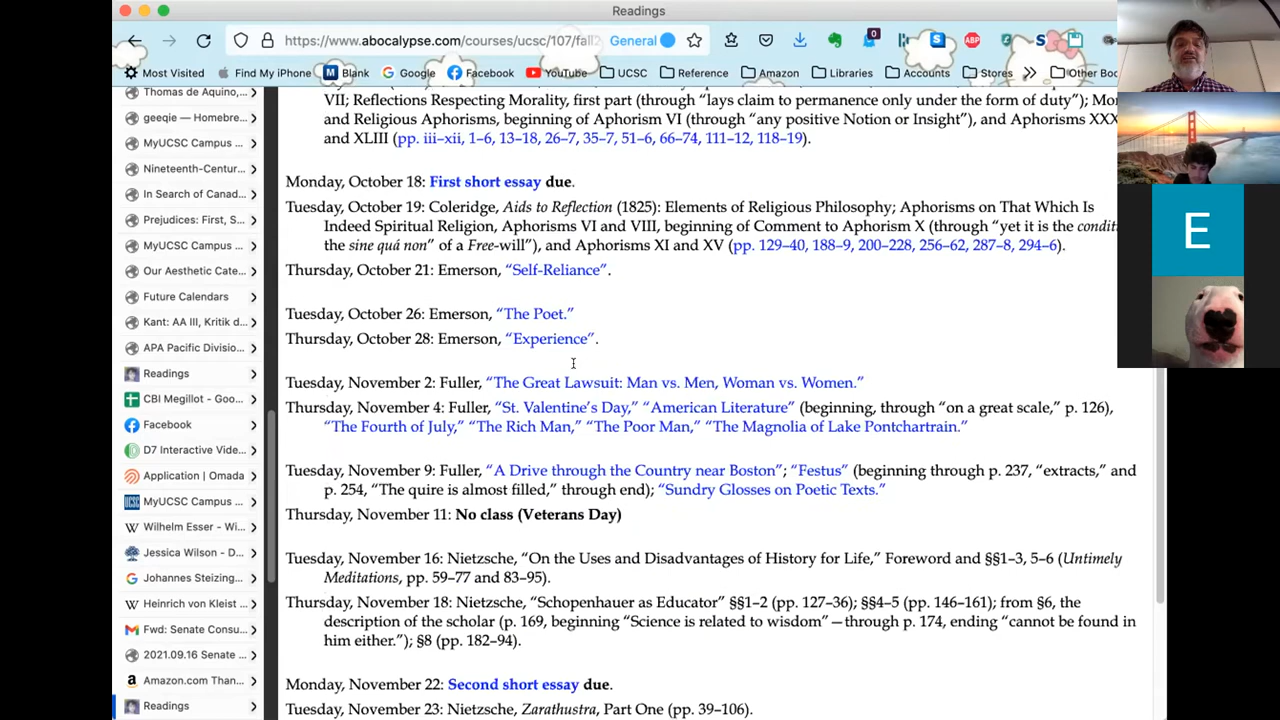 Readings
https://www.abocalypse.com/courses/ucsc/107/fall2 General
0
S
ABP
S
Most Visited Find My iPhone M Blank G Google Facebook YouTube UCSC Reference Amazon Libraries Accounts Stores Other Boo
Thomas de Aquino,...
geeqie — Homebre...
MyUCSC Campus ...
Nineteenth-Centur...
In Search of Canad...
Prejudices: First, S...
MyUCSC Campus ...
Our Aesthetic Cate...
Future Calendars
Kant: AA III, Kritik d...
APA Pacific Divisio...
Readings
CBI Megillot - Goo...
Facebook
D7 Interactive Vide...
Application | Omada
MyUCSC Campus ...
Wilhelm Esser - Wi...
Jessica Wilson - D...
Johannes Steizing...
Heinrich von Kleist ...
Fwd: Senate Consu...
2021.09.16 Senate ...
Amazon.com Than...
Readings
VII; Reflections Respecting Morality, first part (through “lays claim to permanence only under the form of duty”); Mor
and Religious Aphorisms, beginning of Aphorism VI (through “any positive Notion or Insight”), and Aphorisms XXX
and XLIII (pp. iii–xii, 1–6, 13–18, 26–7, 35–7, 51–6, 66–74, 111–12, 118–19).
Monday, October 18: First short essay due.
Tuesday, October 19: Coleridge, Aids to Reflection (1825): Elements of Religious Philosophy; Aphorisms on That Which Is
Indeed Spiritual Religion, Aphorisms VI and VIII, beginning of Comment to Aphorism X (through “yet it is the condit
the sine quá non” of a Free-will”), and Aphorisms XI and XV (pp. 129–40, 188–9, 200–228, 256–62, 287–8, 294–6).
Thursday, October 21: Emerson, “Self-Reliance”.
Tuesday, October 26: Emerson, “The Poet.”
Thursday, October 28: Emerson, “Experience”.
Tuesday, November 2: Fuller, “The Great Lawsuit: Man vs. Men, Woman vs. Women.”
Thursday, November 4: Fuller, “St. Valentine’s Day,” “American Literature” (beginning, through “on a great scale,” p. 126),
“The Fourth of July,” “The Rich Man,” “The Poor Man,” “The Magnolia of Lake Pontchartrain.”
Tuesday, November 9: Fuller, “A Drive through the Country near Boston”; “Festus” (beginning through p. 237, “extracts,” and
p. 254, “The quire is almost filled,” through end); “Sundry Glosses on Poetic Texts.”
Thursday, November 11: No class (Veterans Day)
Tuesday, November 16: Nietzsche, “On the Uses and Disadvantages of History for Life,” Foreword and §§1–3, 5–6 (Untimely
Meditations, pp. 59–77 and 83–95).
Thursday, November 18: Nietzsche, “Schopenhauer as Educator” §§1–2 (pp. 127–36); §§4–5 (pp. 146–161); from §6, the
description of the scholar (p. 169, beginning “Science is related to wisdom”—through p. 174, ending “cannot be found in
him either.”); §8 (pp. 182–94).
Monday, November 22: Second short essay due.
Tuesday, November 23: Nietzsche, Zarathustra, Part One (pp. 39–106).
E